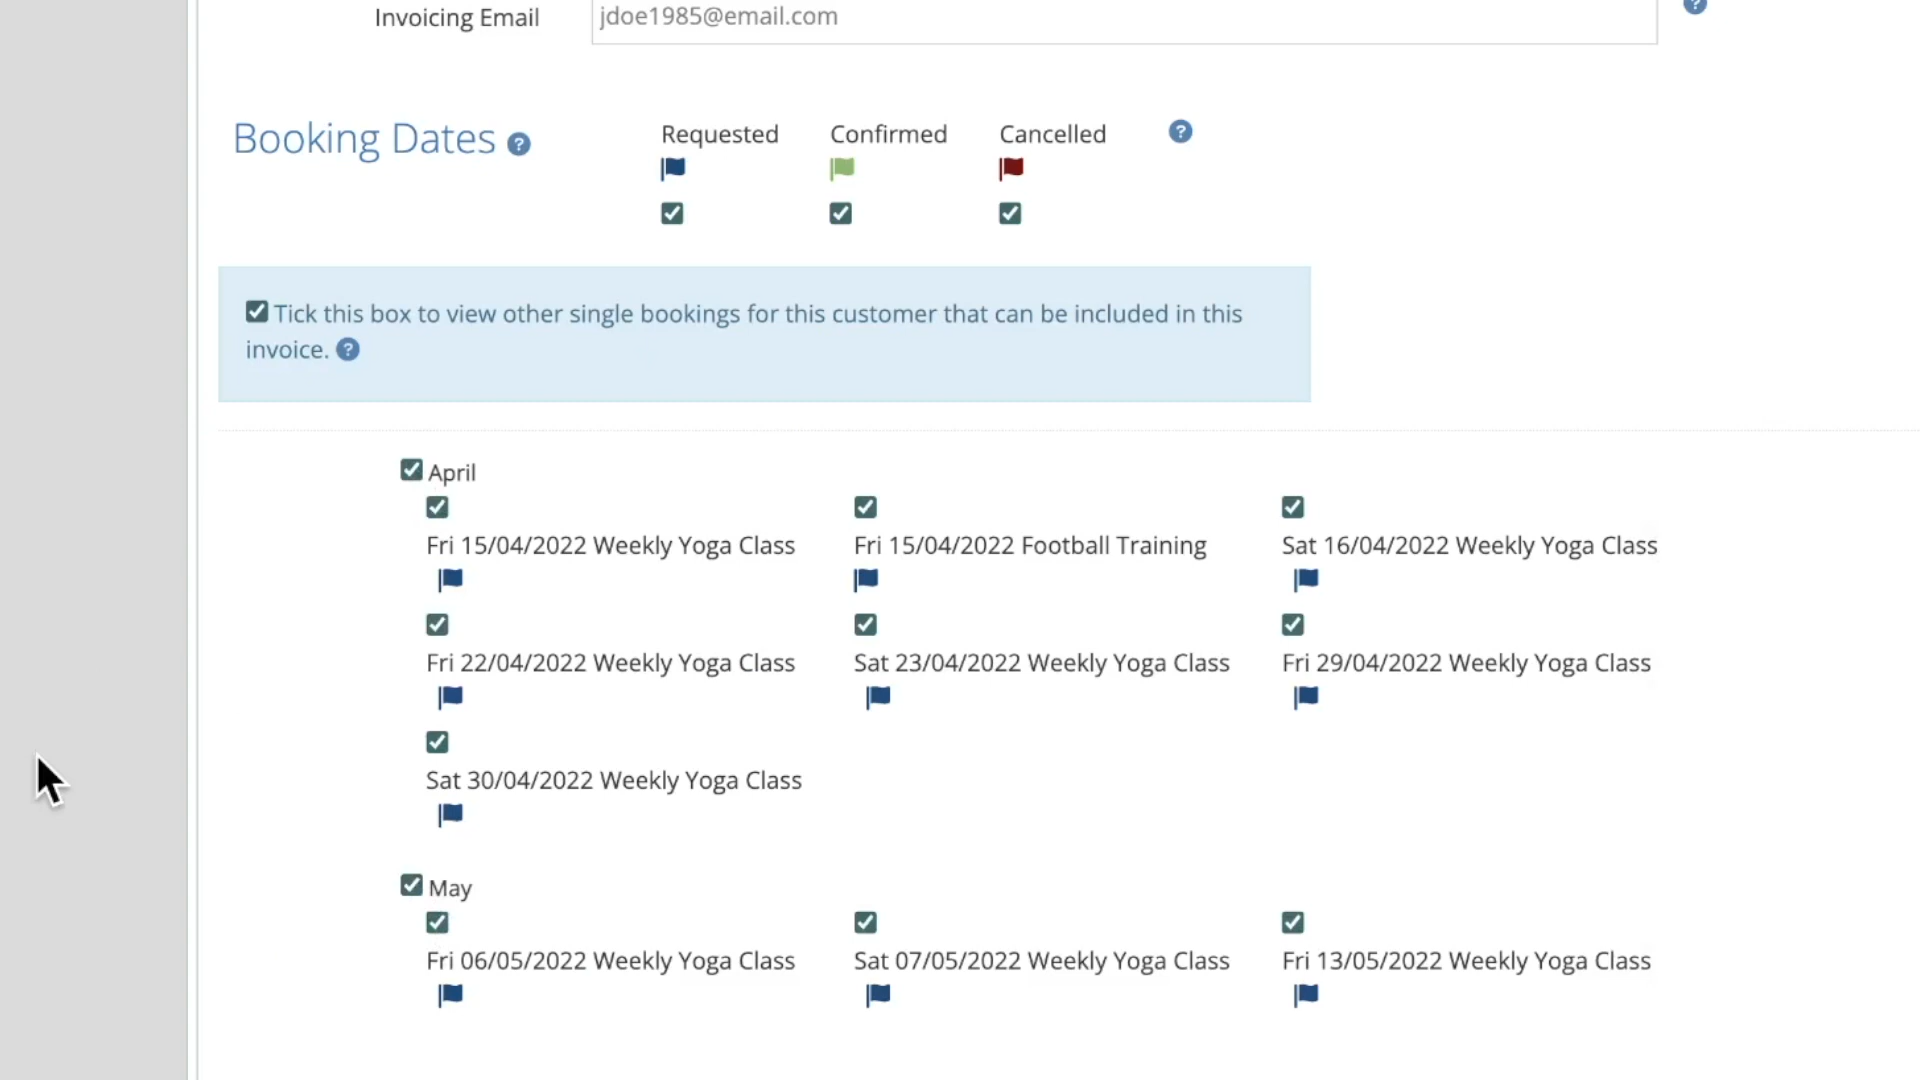 Invoicing Email
jdoe1985@email.com
Booking Dates
Requested
Confirmed
Cancelled
Tick this box to view other single bookings for this customer that can be included in this
invoice.
April
Fri 15/04/2022 Weekly Yoga Class
Fri 15/04/2022 Football Training
Sat 16/04/2022 Weekly Yoga Class
Fri 22/04/2022 Weekly Yoga Class
Sat 23/04/2022 Weekly Yoga Class
Fri 29/04/2022 Weekly Yoga Class
Sat 30/04/2022 Weekly Yoga Class
May
Fri 06/05/2022 Weekly Yoga Class
Sat 07/05/2022 Weekly Yoga Class
Fri 13/05/2022 Weekly Yoga Class